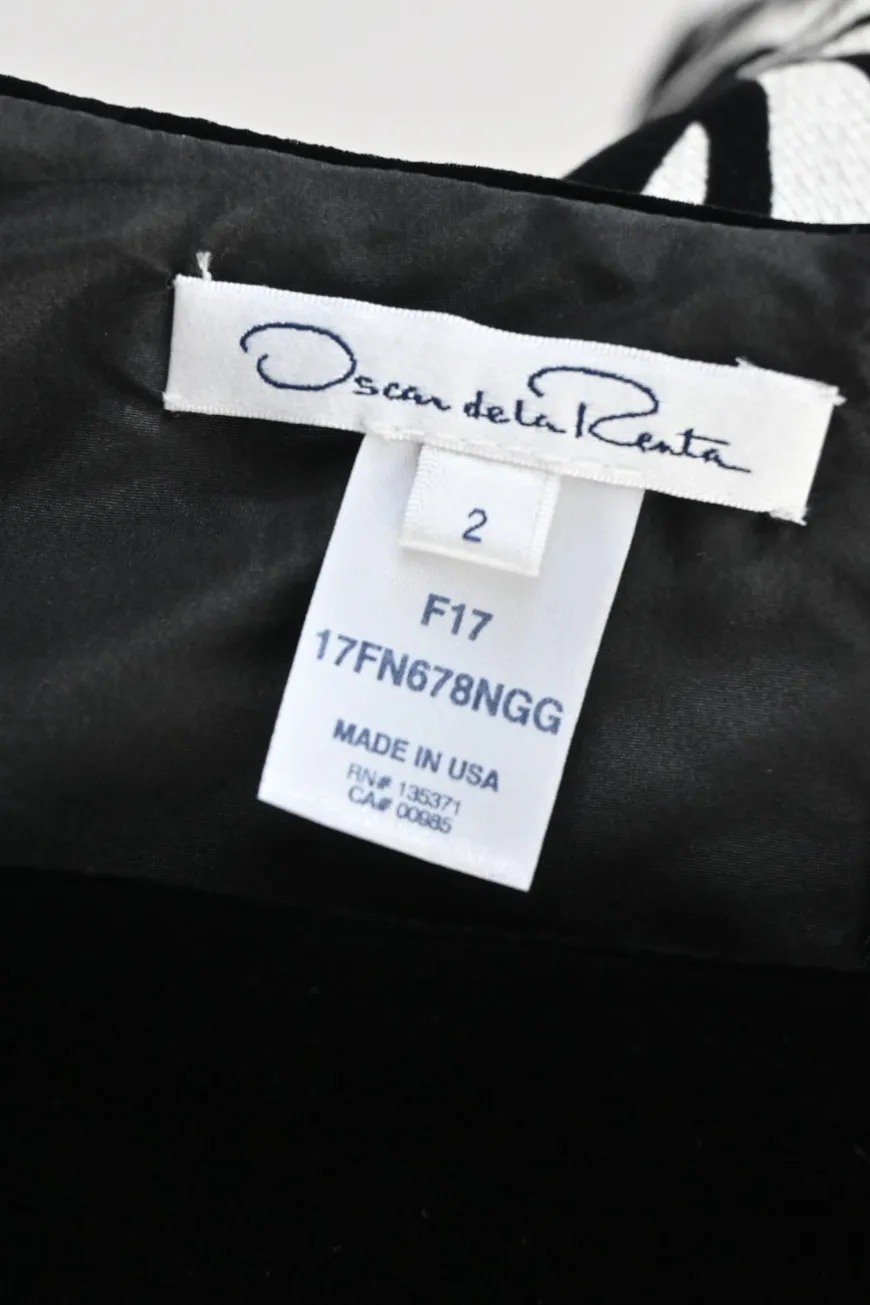 Oscar de la Renta
2
F17
17FN678NGG
MADE IN USA
RN# 135371
CA# 00985